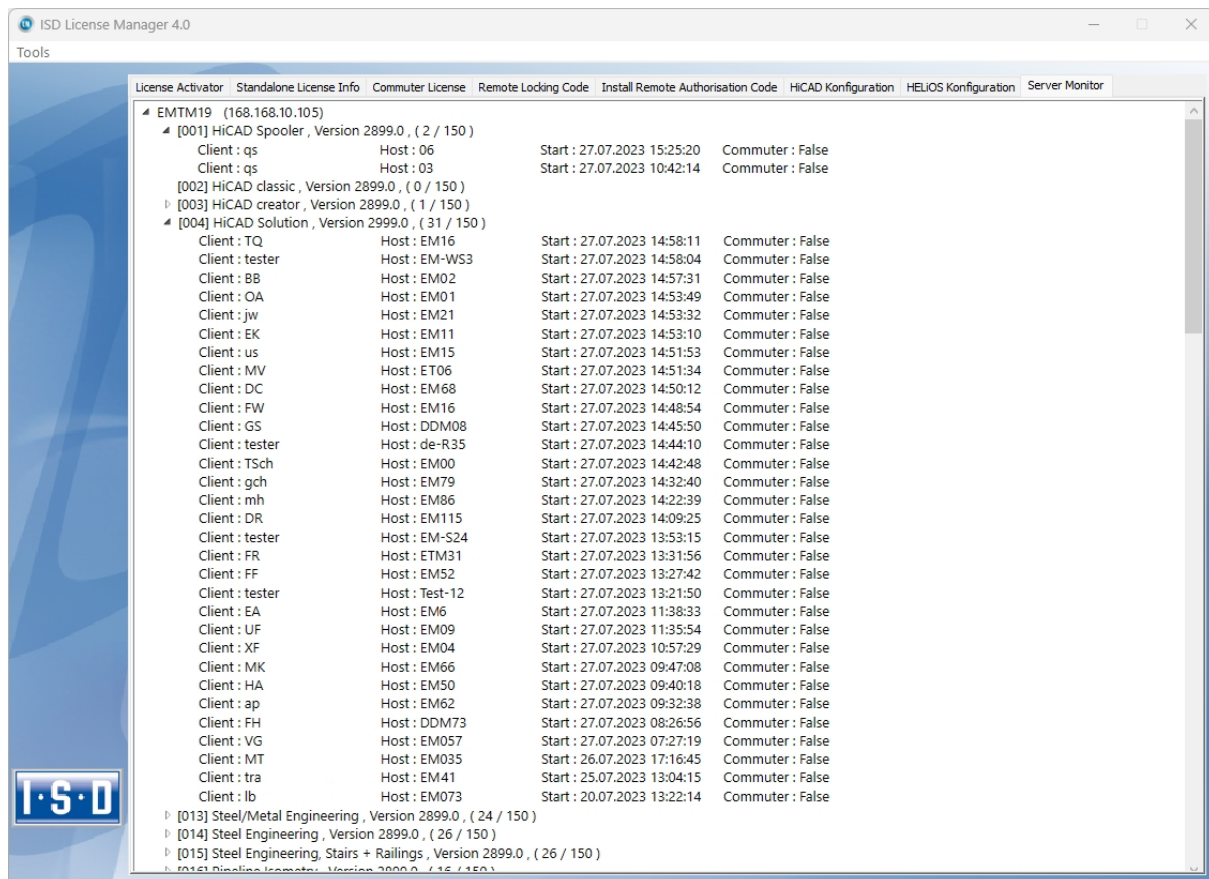 ISD License Manager 4.0
Tools
License Activator Standalone License Info Commuter License Remote Locking Code Install Remote Authorisation Code HiCAD Konfiguration HELiOS Konfiguration Server Monitor
EMTM19 (168.168.10.105)
[001] HiCAD Spooler , Version 2899.0 , ( 2 / 150 )
Client : qs Host : 06 Start : 27.07.2023 15:25:20 Commuter : False
Client : qs Host : 03 Start : 27.07.2023 10:42:14 Commuter : False
[002] HiCAD classic , Version 2899.0 , ( 0 / 150 )
[003] HiCAD creator , Version 2899.0 , ( 1 / 150 )
[004] HiCAD Solution , Version 2999.0 , ( 31 / 150 )
Client : TQ Host : EM16 Start : 27.07.2023 14:58:11 Commuter : False
Client : tester Host : EM-WS3 Start : 27.07.2023 14:58:04 Commuter : False
Client : BB Host : EM02 Start : 27.07.2023 14:57:31 Commuter : False
Client : OA Host : EM01 Start : 27.07.2023 14:53:49 Commuter : False
Client : jw Host : EM21 Start : 27.07.2023 14:53:32 Commuter : False
Client : EK Host : EM11 Start : 27.07.2023 14:53:10 Commuter : False
Client : us Host : EM15 Start : 27.07.2023 14:51:53 Commuter : False
Client : MV Host : ET06 Start : 27.07.2023 14:51:34 Commuter : False
Client : DC Host : EM68 Start : 27.07.2023 14:50:12 Commuter : False
Client : FW Host : EM16 Start : 27.07.2023 14:48:54 Commuter : False
Client : GS Host : DDM08 Start : 27.07.2023 14:45:50 Commuter : False
Client : tester Host : de-R35 Start : 27.07.2023 14:44:10 Commuter : False
Client : TSch Host : EM00 Start : 27.07.2023 14:42:48 Commuter : False
Client : gch Host : EM79 Start : 27.07.2023 14:32:40 Commuter : False
Client : mh Host : EM86 Start : 27.07.2023 14:22:39 Commuter : False
Client : DR Host : EM115 Start : 27.07.2023 14:09:25 Commuter : False
Client : tester Host : EM-S24 Start : 27.07.2023 13:53:15 Commuter : False
Client : FR Host : ETM31 Start : 27.07.2023 13:31:56 Commuter : False
Client : FF Host : EM52 Start : 27.07.2023 13:27:42 Commuter : False
Client : tester Host : Test-12 Start : 27.07.2023 13:21:50 Commuter : False
Client : EA Host : EM6 Start : 27.07.2023 11:38:33 Commuter : False
Client : UF Host : EM09 Start : 27.07.2023 11:35:54 Commuter : False
Client : XF Host : EM04 Start : 27.07.2023 10:57:29 Commuter : False
Client : MK Host : EM66 Start : 27.07.2023 09:47:08 Commuter : False
Client : HA Host : EM50 Start : 27.07.2023 09:40:18 Commuter : False
Client : ap Host : EM62 Start : 27.07.2023 09:32:38 Commuter : False
Client : FH Host : DDM73 Start : 27.07.2023 08:26:56 Commuter : False
Client : VG Host : EM057 Start : 27.07.2023 07:27:19 Commuter : False
Client : MT Host : EM035 Start : 26.07.2023 17:16:45 Commuter : False
Client : tra Host : EM41 Start : 25.07.2023 13:04:15 Commuter : False
Client : lb Host : EM073 Start : 20.07.2023 13:22:14 Commuter : False
I·S·D
[013] Steel/Metal Engineering , Version 2899.0 , ( 24 / 150 )
[014] Steel Engineering , Version 2899.0 , ( 26 / 150 )
[015] Steel Engineering, Stairs + Railings , Version 2899.0 , ( 26 / 150 )
[016] Pipeline Isometry , Version 2899.0 , ( 16 / 150 )